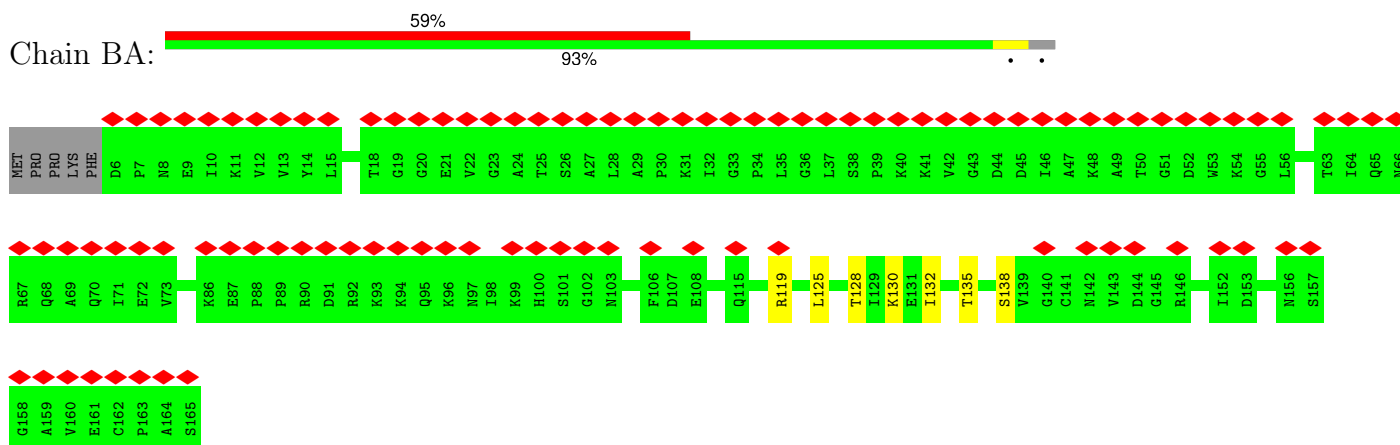 59%
Chain BA:
93%
MET PRO PRO LYS PHE D6 P7 N8 E9 I10 K11 V12 V13 Y14 L15 T18 G19 G20 E21 V22 G23 A24 T25 S26 A27 L28 A29 P30 K31 I32 G33 P34 L35 G36 L37 S38 P39 K40 K41 V42 G43 D44 D45 I46 A47 K48 A49 T50 G51 D52 W53 K54 G55 L56 T63 I64 Q65 N66
R67 Q68 A69 Q70 I71 E72 V73 K86 E87 P88 P89 R90 D91 R92 K93 K94 Q95 K96 N97 I98 K99 H100 S101 G102 N103 F106 D107 E108 Q115 R119 L125 T128 I129 K130 E131 I132 T135 S138 V139 G140 C141 N142 V143 D144 G145 R146 I152 D153 N156 S157
G158 A159 V160 E161 C162 P163 A164 S165